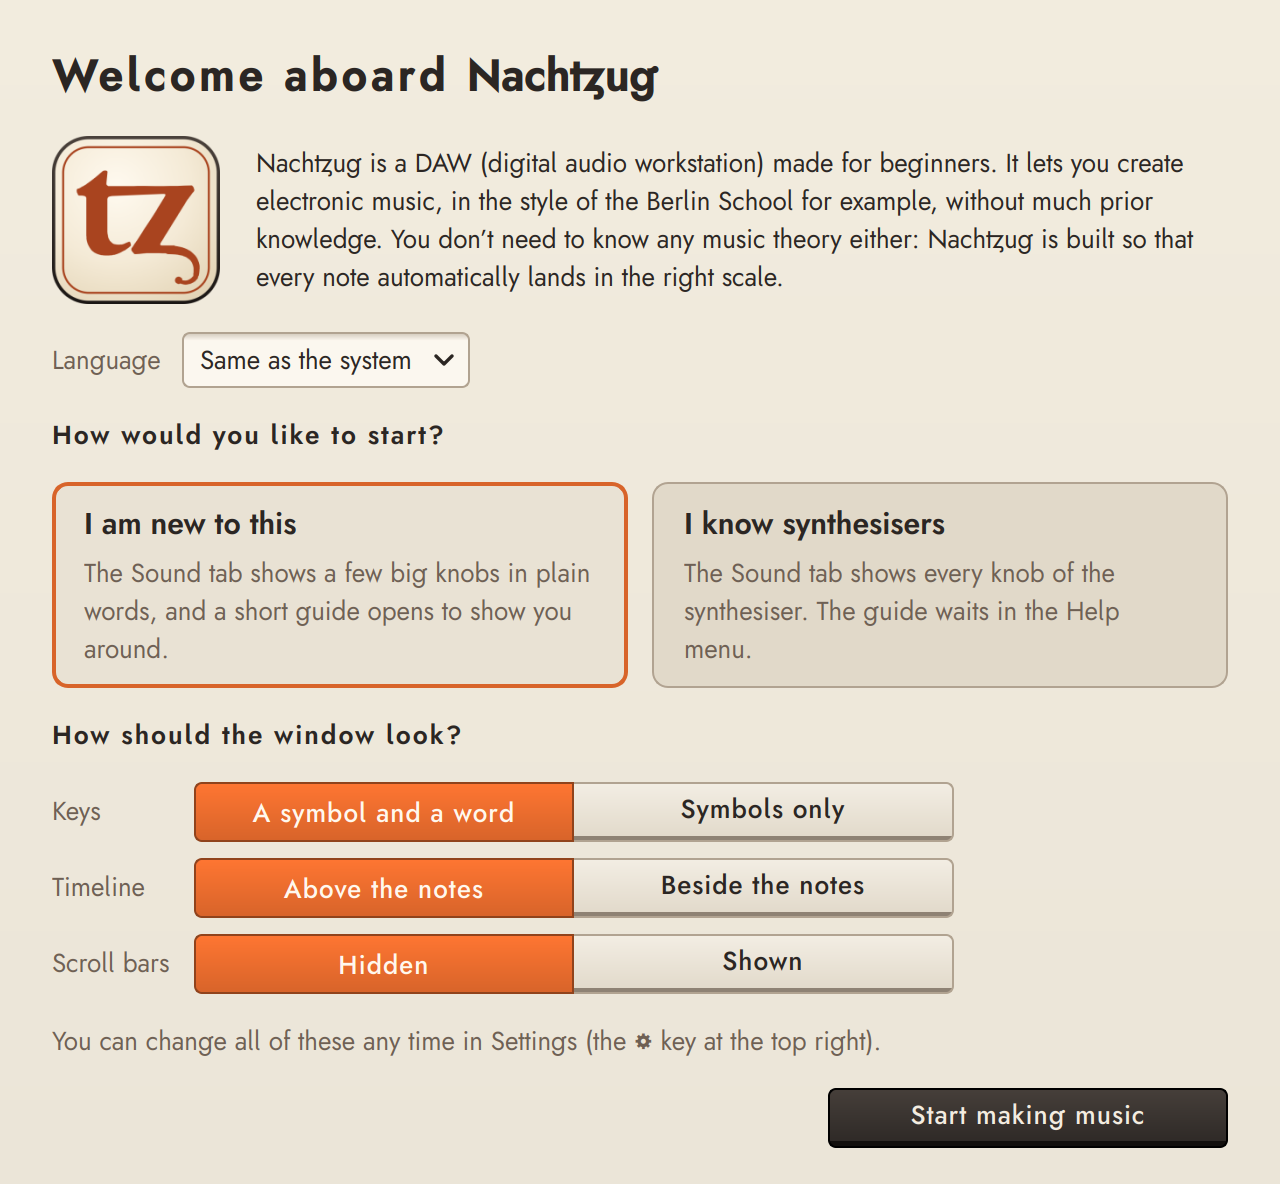 Welcome aboard Nachtzug
tz
Nachtzug is a DAW (digital audio workstation) made for beginners. It lets you create
electronic music, in the style of the Berlin School for example, without much prior
knowledge. You don’t need to know any music theory either: Nachtzug is built so that
every note automatically lands in the right scale.
Language Same as the system
How would you like to start?
I am new to this
The Sound tab shows a few big knobs in plain
words, and a short guide opens to show you
around.
I know synthesisers
The Sound tab shows every knob of the
synthesiser. The guide waits in the Help
menu.
How should the window look?
Keys A symbol and a word Symbols only
Timeline Above the notes Beside the notes
Scroll bars Hidden Shown
You can change all of these any time in Settings (the ⚙ key at the top right).
Start making music